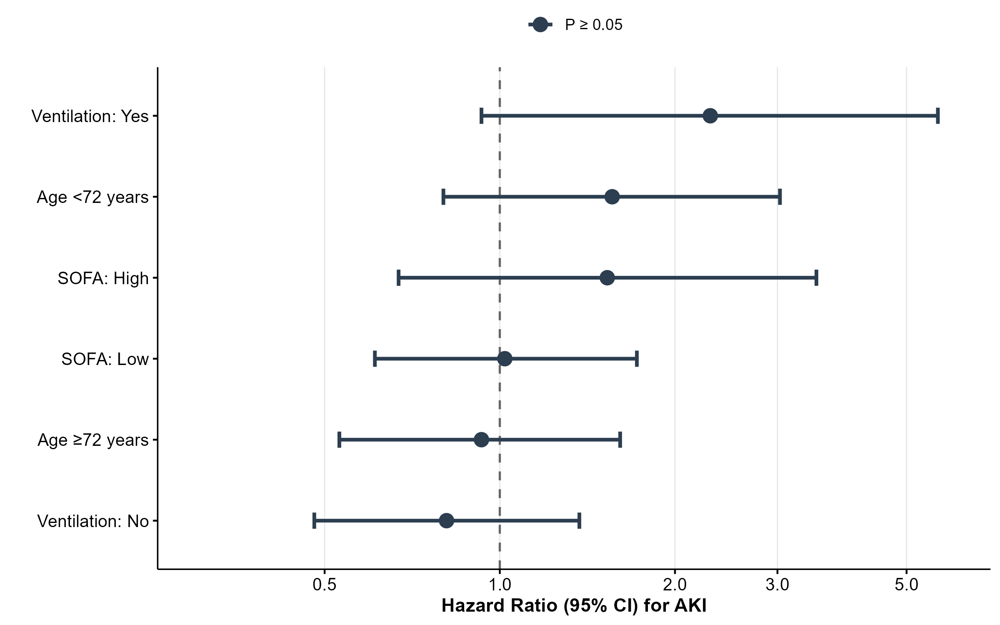 P ≥ 0.05
Ventilation: Yes
Age <72 years
SOFA: High
SOFA: Low
Age ≥72 years
Ventilation: No
0.5 1.0 2.0 3.0 5.0
Hazard Ratio (95% CI) for AKI